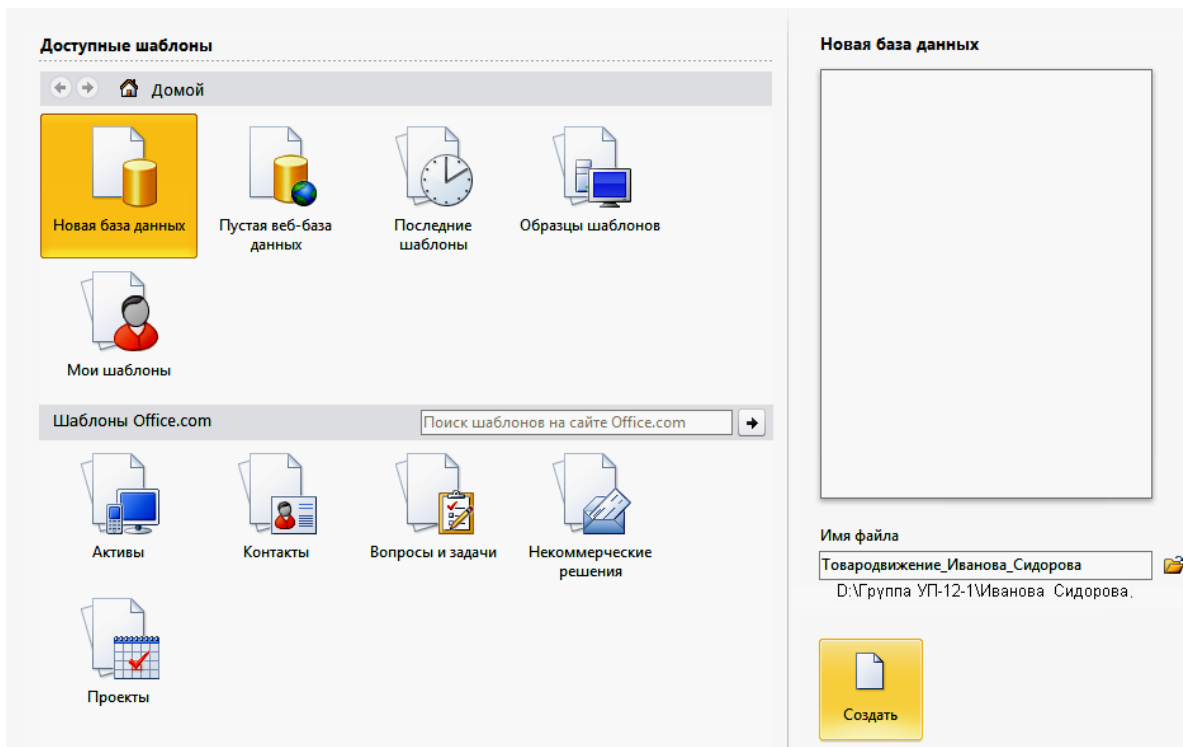 Доступные шаблоны
Домой
Новая база данных
Пустая веб-база
данных
Последние
шаблоны
Образцы шаблонов
Мои шаблоны
Шаблоны Office.com
Поиск шаблонов на сайте Office.com
Активы
Контакты
Вопросы и задачи
Некоммерческие
решения
Проекты
Новая база данных
Имя файла
Товародвижение_Иванова_Сидорова
D:\Группа УП-12-1\Иванова Сидорова.
Создать